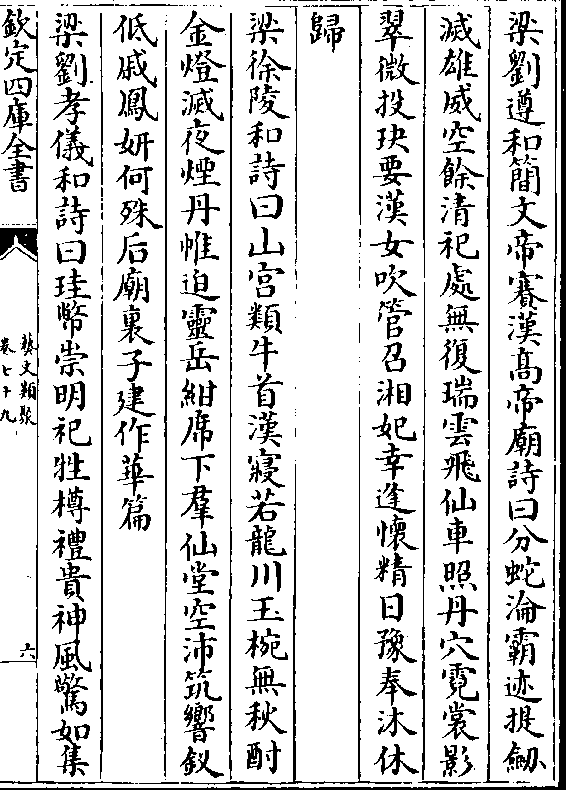 梁劉遵和簡文帝賽漢高帝廟詩曰分蛇淪霸迹提劒
滅雄威空餘清祀處無復瑞雲飛仙車照丹穴霓裳影
翠微投玦要漢女吹管召湘妃幸逢懷精日豫奉沐休
歸
梁徐陵和詩曰山宫類牛首漢寢若龍川玉椀無秋酎
金燈滅夜煙丹帷迫靈岳紺席下羣仙堂空沛筑響釵
低戚鳳妍何殊后廟裏子建作華篇
梁劉孝儀和詩曰珪幣崇明祀牲樽禮貴神風驚如集
欽定四庫全書
藝文類聚
卷七十九
六